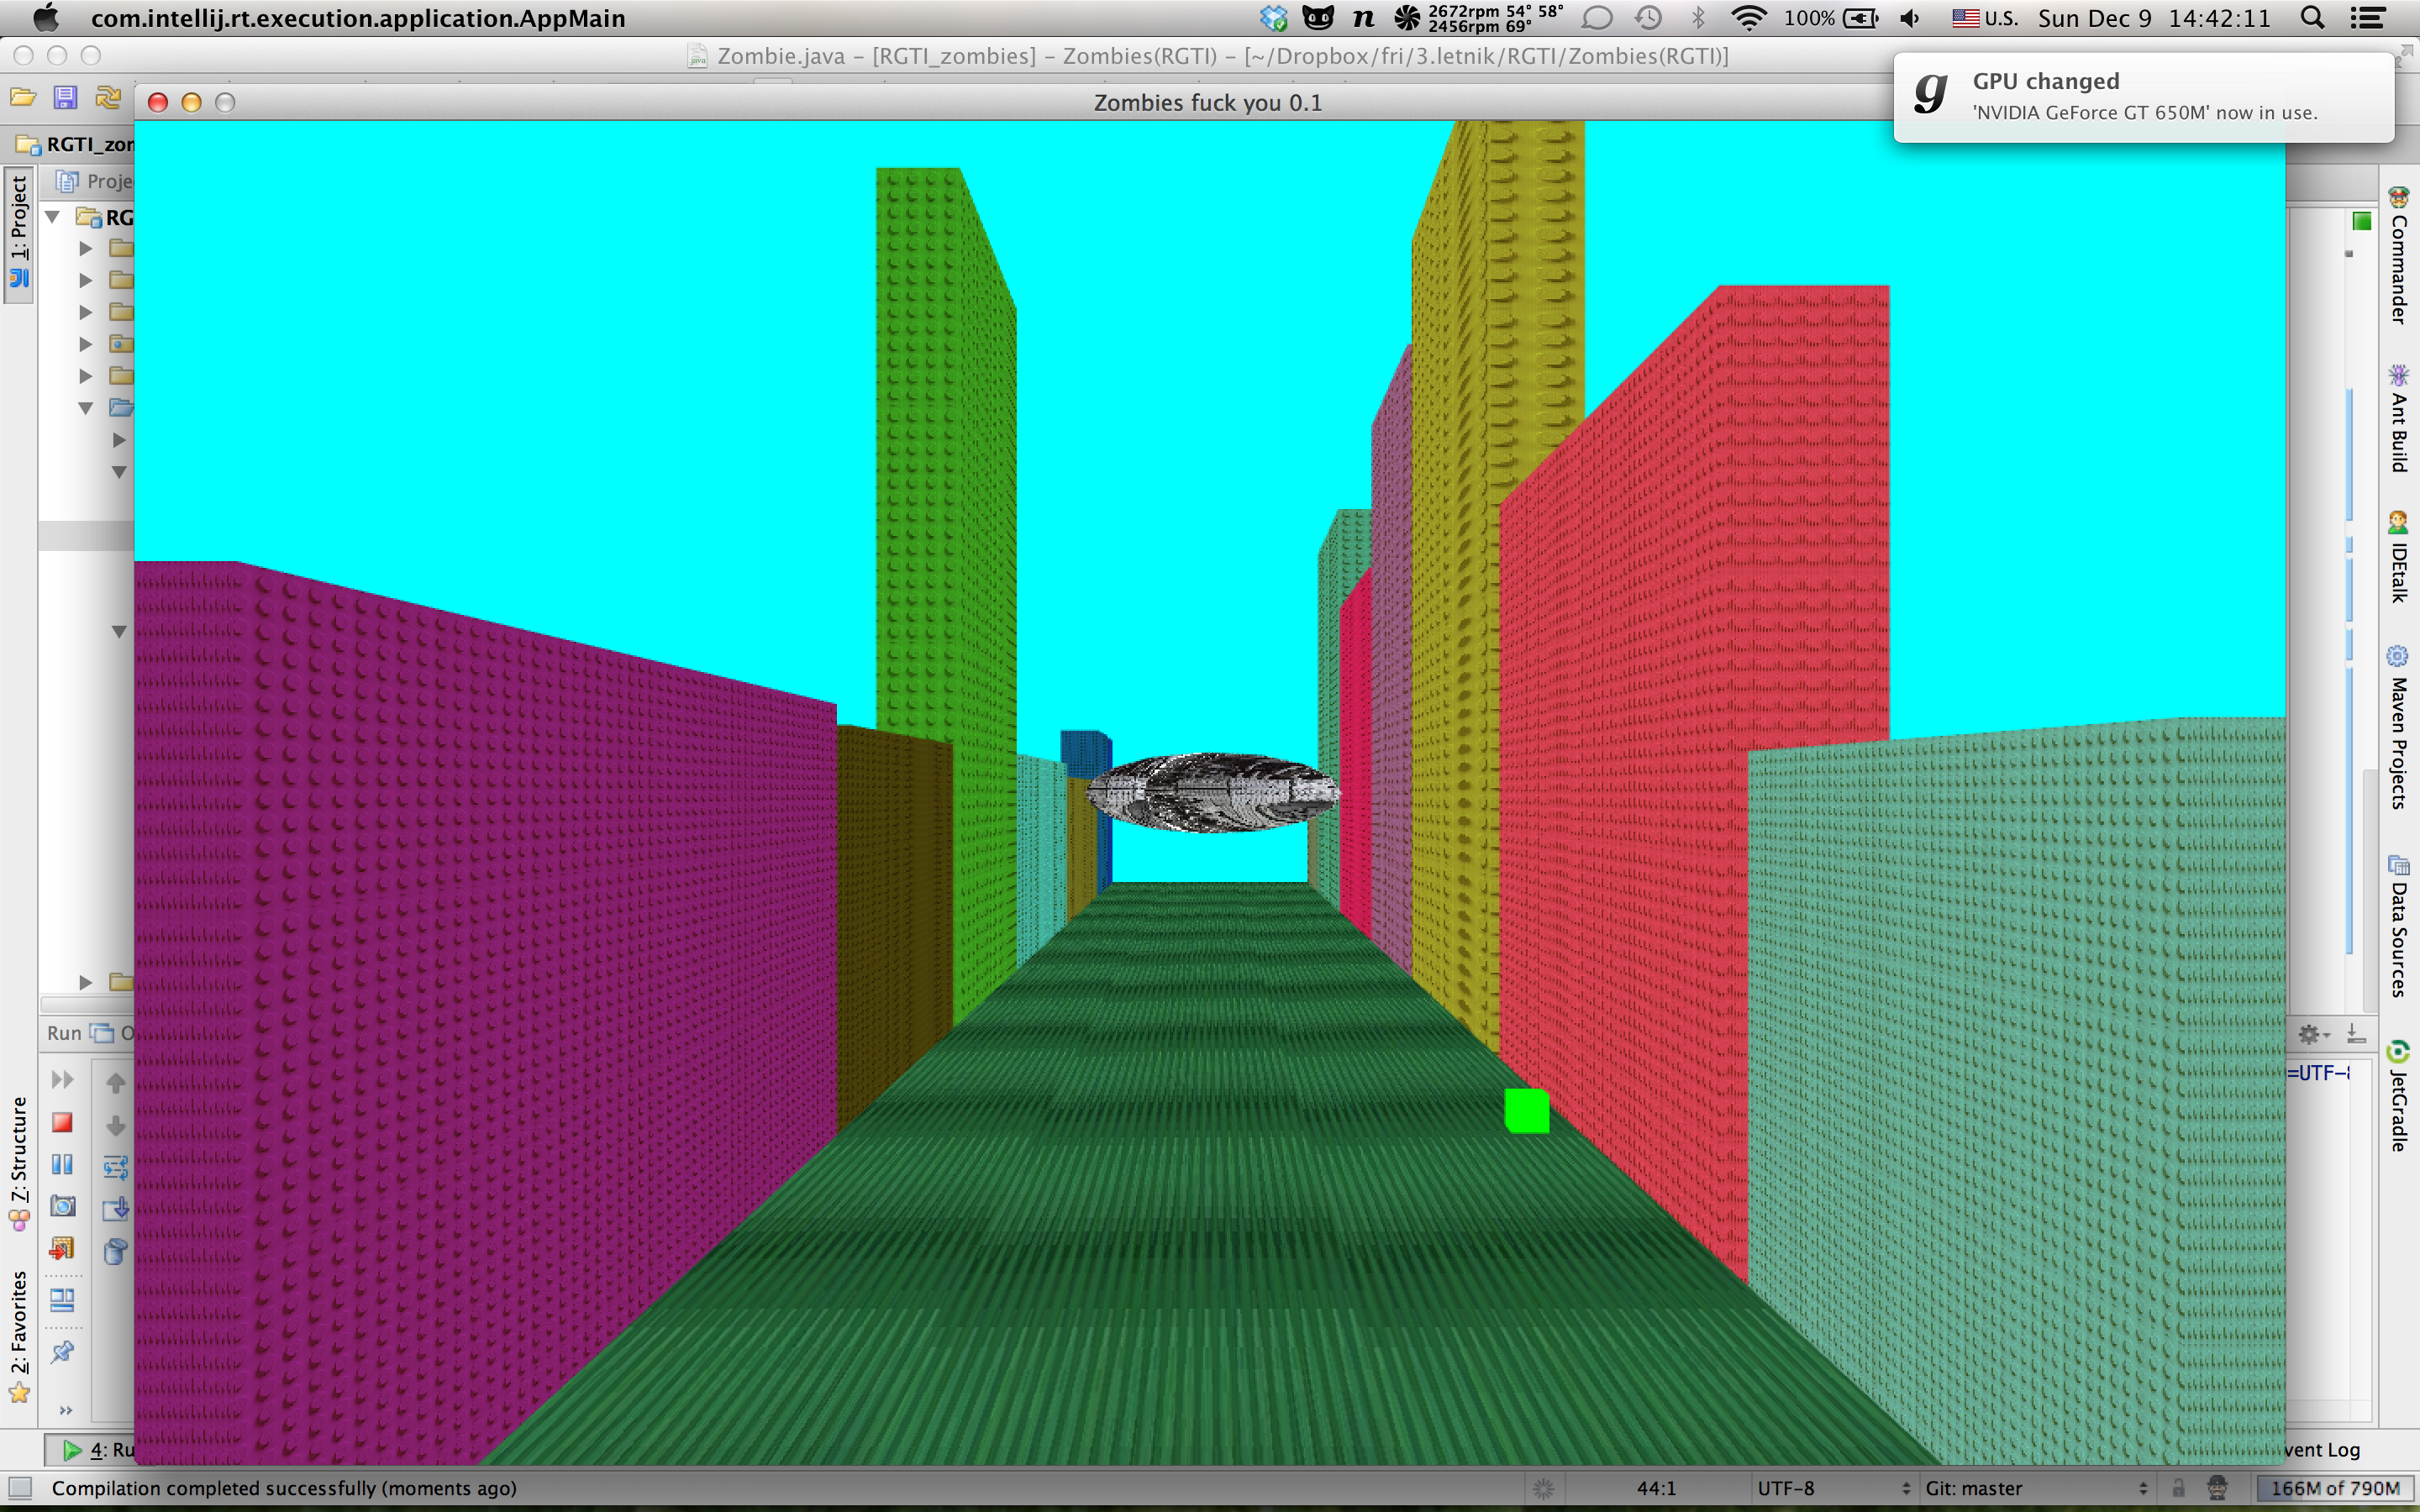 com.intellij.rt.execution.application.AppMain
n 2672rpm 54° 58° 100% U.S. Sun Dec 9 14:42:11
2456rpm 69°
Zombie.java – [RGTI_zombies] – Zombies(RGTI) – [~/Dropbox/fri/3.letnik/RGTI/Zombies(RGTI)]
g GPU changed
'NVIDIA GeForce GT 650M' now in use.
Zombies fuck you 0.1
RGTI_zor
Proje
RG
1: Project
7: Structure
2: Favorites
Commander
Ant Build
IDEtalk
Maven Projects
Data Sources
JetGradle
Run O
=UTF-8
4: Ru
vent Log
Compilation completed successfully (moments ago)
44:1 UTF-8 Git: master 166M of 790M